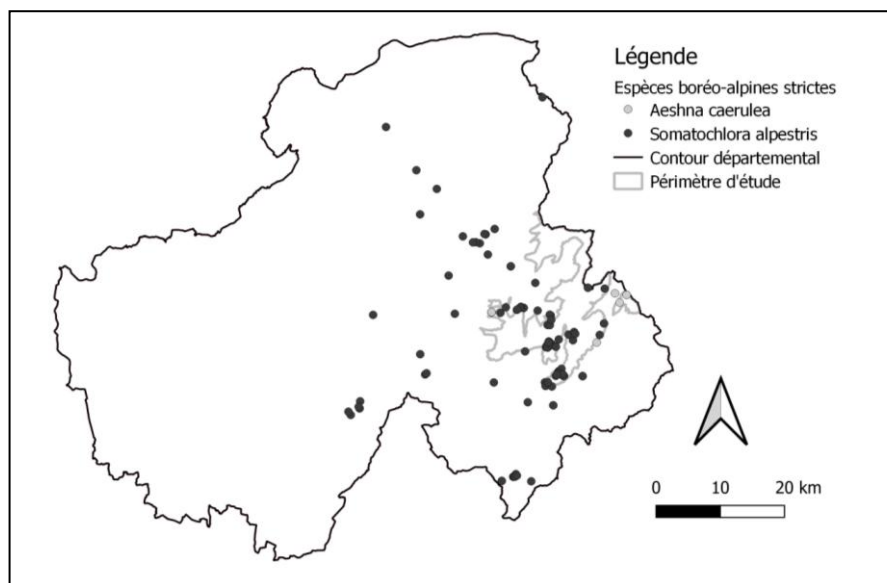 Légende
Espèces boréo-alpines strictes
Aeshna caerulea
Somatochlora alpestris
Contour départemental
Périmètre d'étude
0 10 20 km